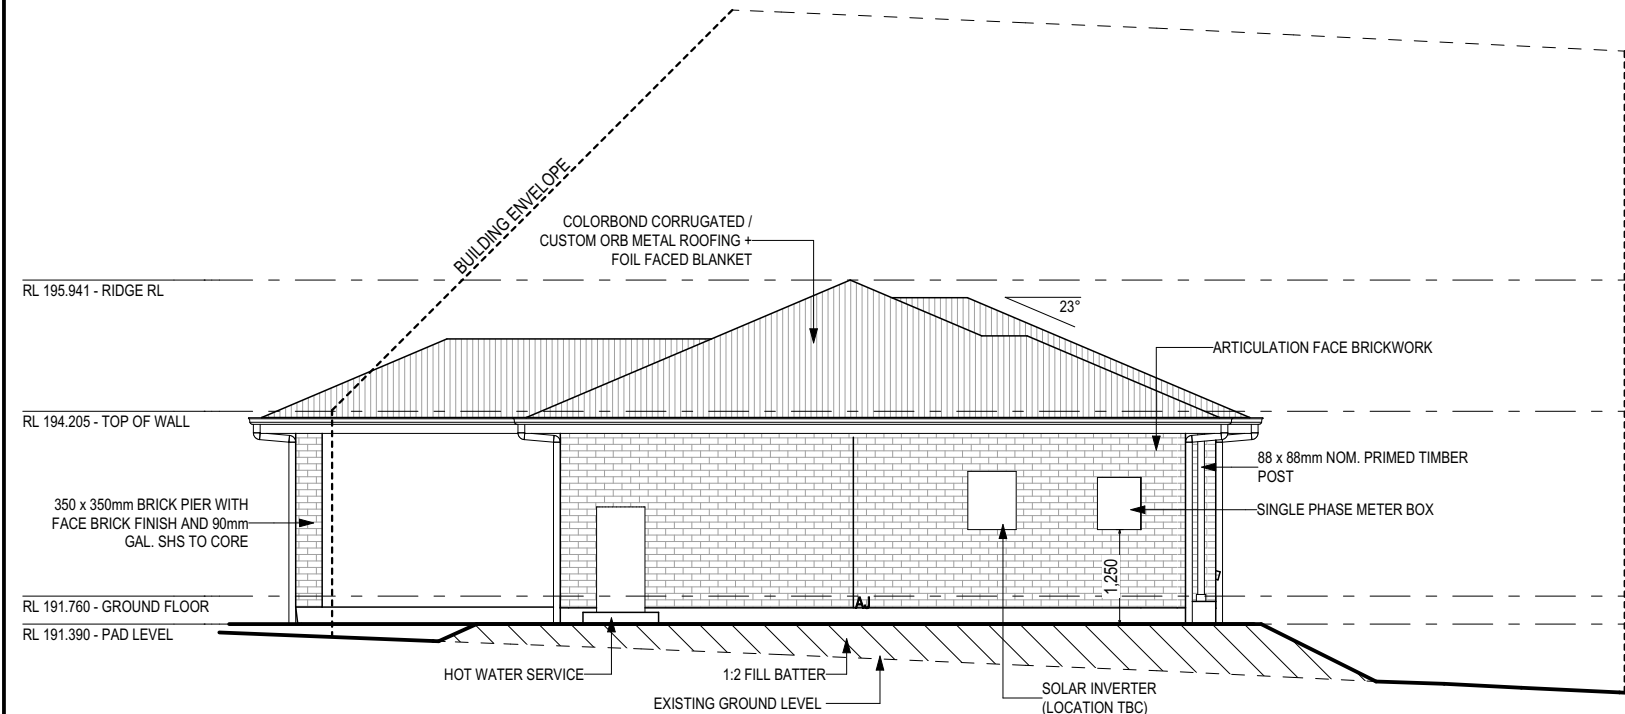 BUILDING ENVELOPE
COLORBOND CORRUGATED /
CUSTOM ORB METAL ROOFING +
FOIL FACED BLANKET
RL 195.941 - RIDGE RL
23°
ARTICULATION FACE BRICKWORK
RL 194.205 - TOP OF WALL
88 x 88mm NOM. PRIMED TIMBER
POST
350 x 350mm BRICK PIER WITH
FACE BRICK FINISH AND 90mm
GAL. SHS TO CORE
SINGLE PHASE METER BOX
1,250
RL 191.760 - GROUND FLOOR
AJ
RL 191.390 - PAD LEVEL
HOT WATER SERVICE
1:2 FILL BATTER
EXISTING GROUND LEVEL
SOLAR INVERTER
(LOCATION TBC)